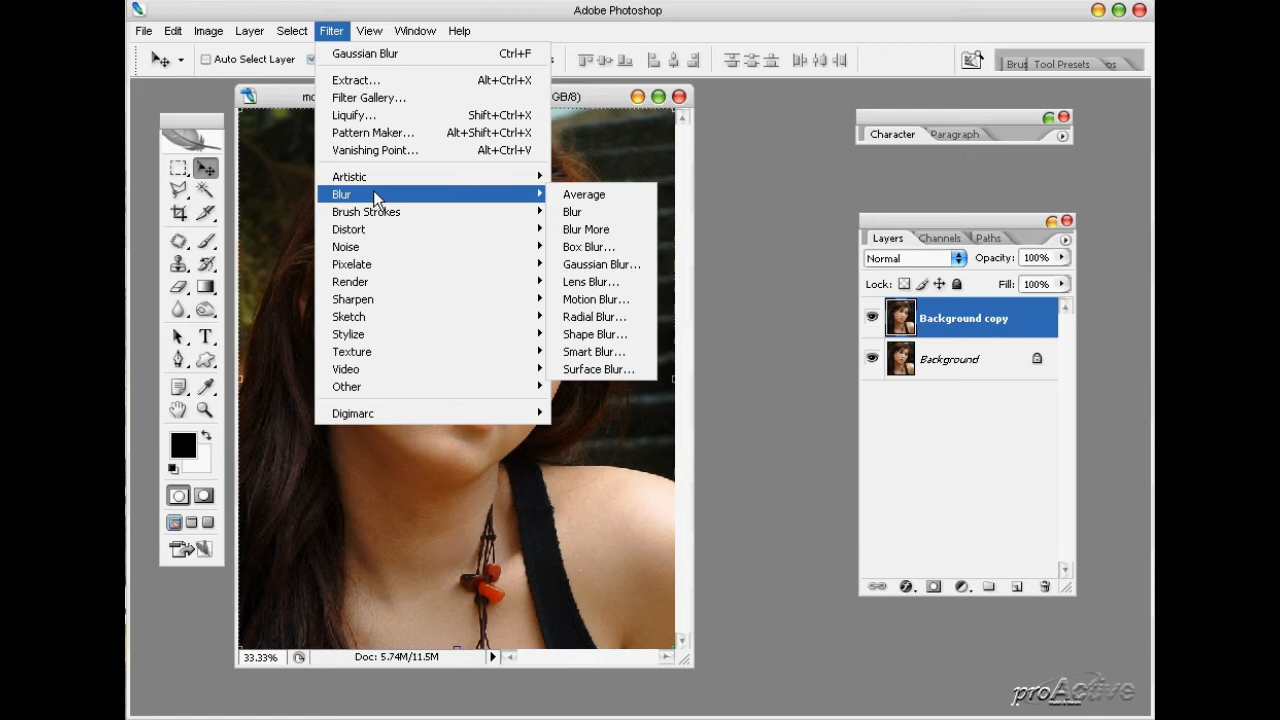 Adobe Photoshop
File Edit Image Layer Select Filter View Window Help
Auto Select Layer
Brus Tool Presets ps
Gaussian Blur Ctrl+F
Extract... Alt+Ctrl+X
Filter Gallery...
Liquify... Shift+Ctrl+X
Pattern Maker... Alt+Shift+Ctrl+X
Vanishing Point... Alt+Ctrl+V
Artistic
Blur
Brush Strokes
Distort
Noise
Pixelate
Render
Sharpen
Sketch
Stylize
Texture
Video
Other
Digimarc
Average
Blur
Blur More
Box Blur...
Gaussian Blur...
Lens Blur...
Motion Blur...
Radial Blur...
Shape Blur...
Smart Blur...
Surface Blur...
GB/8)
Character Paragraph
Layers Channels Paths
Normal Opacity: 100%
Lock: Fill: 100%
Background copy
Background
33.33% Doc: 5.74M/11.5M
proActive